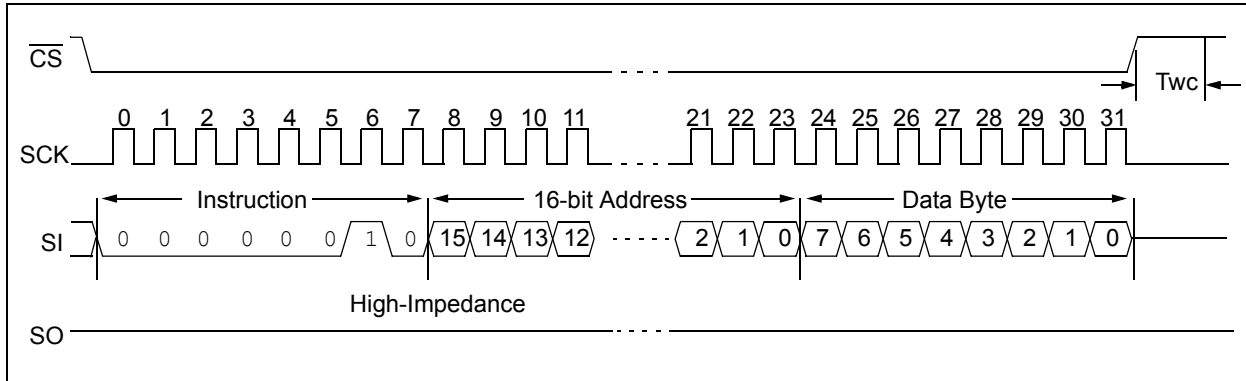 CS
Twc
0 1 2 3 4 5 6 7 8 9 10 11 21 22 23 24 25 26 27 28 29 30 31
SCK
Instruction 16-bit Address Data Byte
SI 0 0 0 0 0 0 1 0 15 14 13 12 2 1 0 7 6 5 4 3 2 1 0
High-Impedance
SO